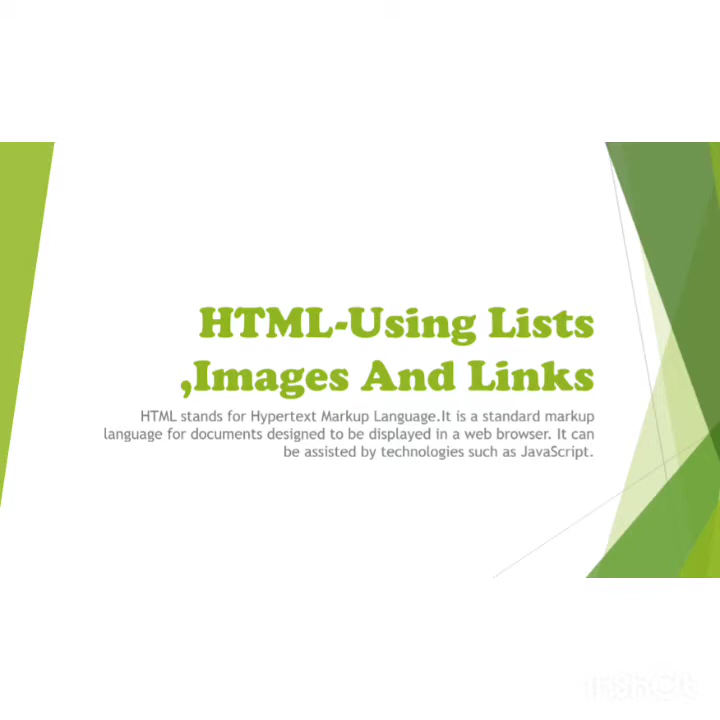 HTML-Using Lists
,Images And Links
HTML stands for Hypertext Markup Language.It is a standard markup
language for documents designed to be displayed in a web browser. It can
be assisted by technologies such as JavaScript.
InShOt